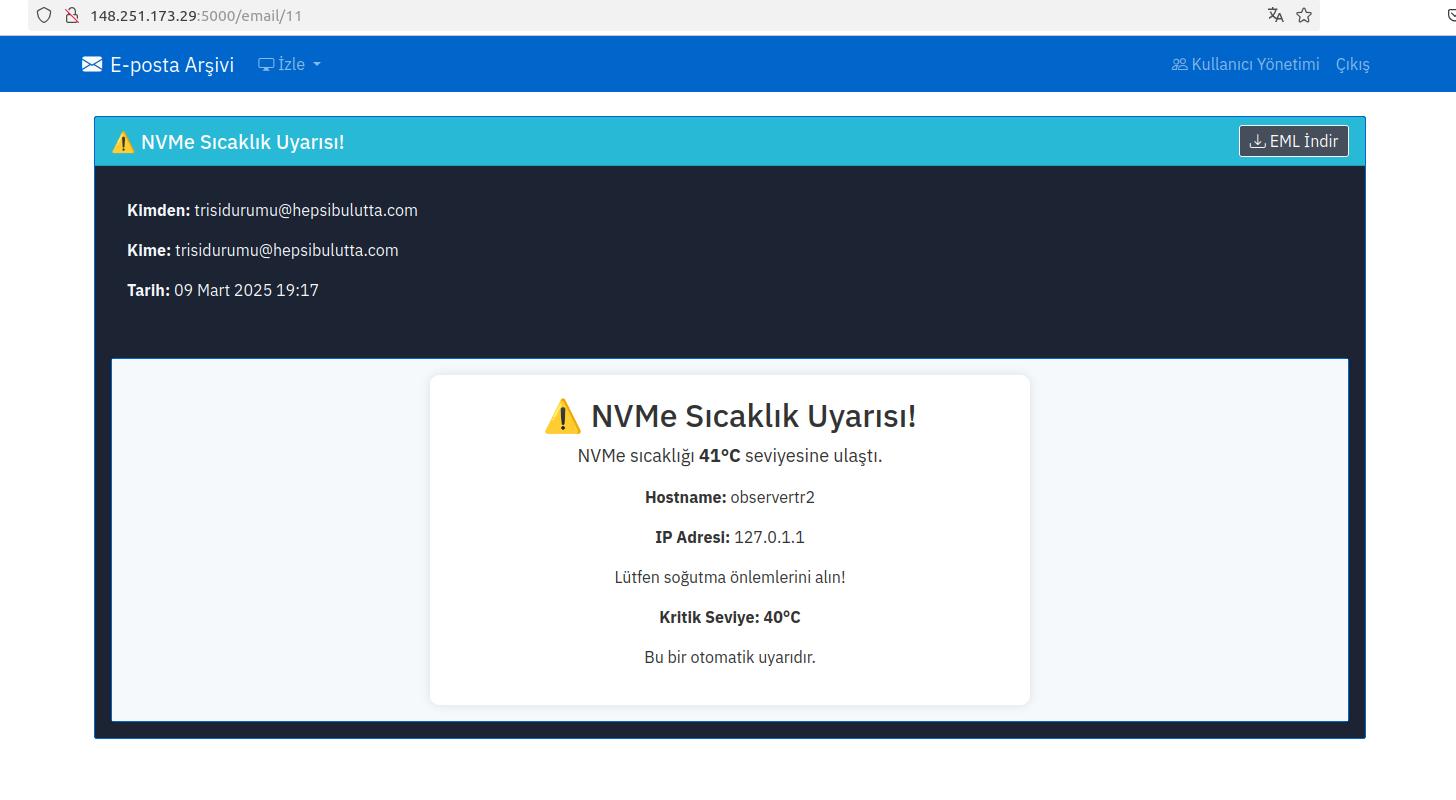 148.251.173.29:5000/email/11
E-posta Arşivi İzle Kullanıcı Yönetimi Çıkış
⚠️ NVMe Sıcaklık Uyarısı! EML İndir
Kimden: trisidurumu@hepsibulutta.com
Kime: trisidurumu@hepsibulutta.com
Tarih: 09 Mart 2025 19:17
⚠️ NVMe Sıcaklık Uyarısı!
NVMe sıcaklığı 41°C seviyesine ulaştı.
Hostname: observertr2
IP Adresi: 127.0.1.1
Lütfen soğutma önlemlerini alın!
Kritik Seviye: 40°C
Bu bir otomatik uyarıdır.